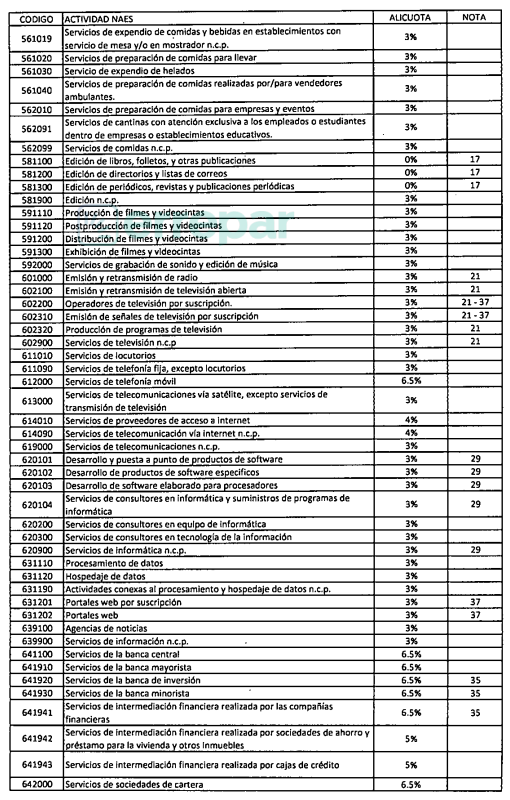 CODIGO ACTIVIDAD NAES ALICUOTA NOTA
561019 Servicios de expendio de comidas y bebidas en establecimientos con servicio de mesa y/o en mostrador n.c.p. 3%
561020 Servicios de preparación de comidas para llevar 3%
561030 Servicio de expendio de helados 3%
561040 Servicios de preparación de comidas realizadas por/para vendedores ambulantes. 3%
562010 Servicios de preparación de comidas para empresas y eventos 3%
562091 Servicios de cantinas con atención exclusiva a los empleados o estudiantes dentro de empresas o establecimientos educativos. 3%
562099 Servicios de comidas n.c.p. 3%
581100 Edición de libros, folletos, y otras publicaciones 0% 17
581200 Edición de directorios y listas de correos 0% 17
581300 Edición de periódicos, revistas y publicaciones periódicas 0% 17
581900 Edición n.c.p. 3%
591110 Producción de filmes y videocintas 3%
591120 Postproducción de filmes y videocintas 3%
591200 Distribución de filmes y videocintas 3%
591300 Exhibición de filmes y videocintas 3%
592000 Servicios de grabación de sonido y edición de música 3%
601000 Emisión y retransmisión de radio 3% 21
602100 Emisión y retransmisión de televisión abierta 3% 21
602200 Operadores de televisión por suscripción. 3% 21 - 37
602310 Emisión de señales de televisión por suscripción 3% 21 - 37
602320 Producción de programas de televisión 3% 21
602900 Servicios de televisión n.c.p 3% 21
611010 Servicios de locutorios 3%
611090 Servicios de telefonía fija, excepto locutorios 3%
612000 Servicios de telefonía móvil 6.5%
613000 Servicios de telecomunicaciones vía satélite, excepto servicios de transmisión de televisión 3%
614010 Servicios de proveedores de acceso a internet 4%
614090 Servicios de telecomunicación vía internet n.c.p. 4%
619000 Servicios de telecomunicaciones n.c.p. 3%
620101 Desarrollo y puesta a punto de productos de software 3% 29
620102 Desarrollo de productos de software específicos 3% 29
620103 Desarrollo de software elaborado para procesadores 3% 29
620104 Servicios de consultores en informática y suministros de programas de informática 3% 29
620200 Servicios de consultores en equipo de informática 3%
620300 Servicios de consultores en tecnología de la información 3%
620900 Servicios de informática n.c.p. 3% 29
631110 Procesamiento de datos 3%
631120 Hospedaje de datos 3%
631190 Actividades conexas al procesamiento y hospedaje de datos n.c.p. 3%
631201 Portales web por suscripción 3% 37
631202 Portales web 3% 37
639100 Agencias de noticias 3%
639900 Servicios de información n.c.p. 3%
641100 Servicios de la banca central 6.5%
641910 Servicios de la banca mayorista 6.5%
641920 Servicios de la banca de inversión 6.5% 35
641930 Servicios de la banca minorista 6.5% 35
641941 Servicios de intermediación financiera realizada por las compañías financieras 6.5% 35
641942 Servicios de intermediación financiera realizada por sociedades de ahorro y préstamo para la vivienda y otros inmuebles 5%
641943 Servicios de intermediación financiera realizada por cajas de crédito 5%
642000 Servicios de sociedades de cartera 6.5%